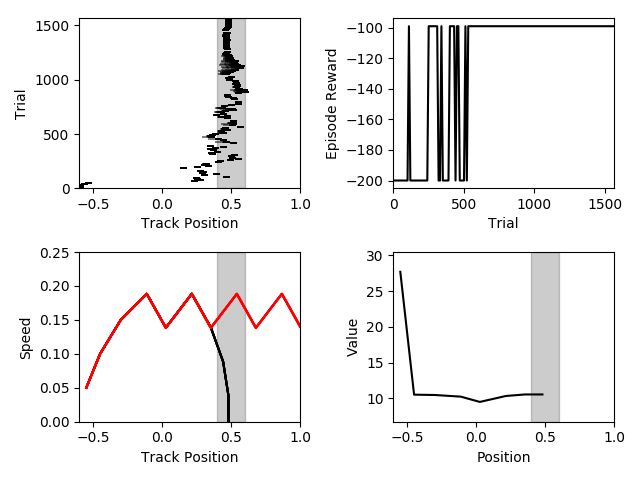 1500
1000
500
0
Trial
−0.5 0.0 0.5 1.0
Track Position
−100
−120
−140
−160
−180
−200
Episode Reward
0 500 1000 1500
Trial
0.25
0.20
0.15
0.10
0.05
0.00
Speed
−0.5 0.0 0.5 1.0
Track Position
30
25
20
15
10
Value
−0.5 0.0 0.5 1.0
Position